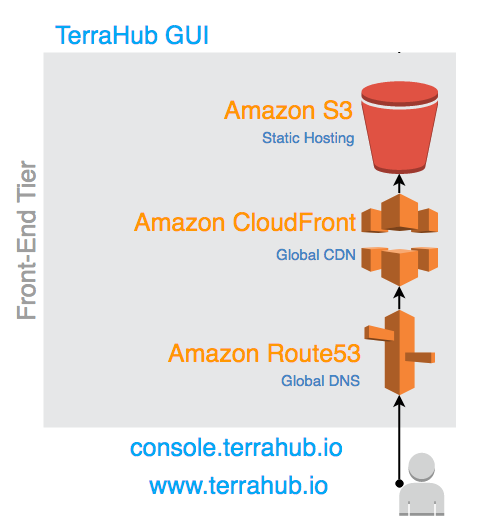 TerraHub GUI
Amazon S3
Static Hosting
Front-End Tier
Amazon CloudFront
Global CDN
Amazon Route53
Global DNS
console.terrahub.io
www.terrahub.io